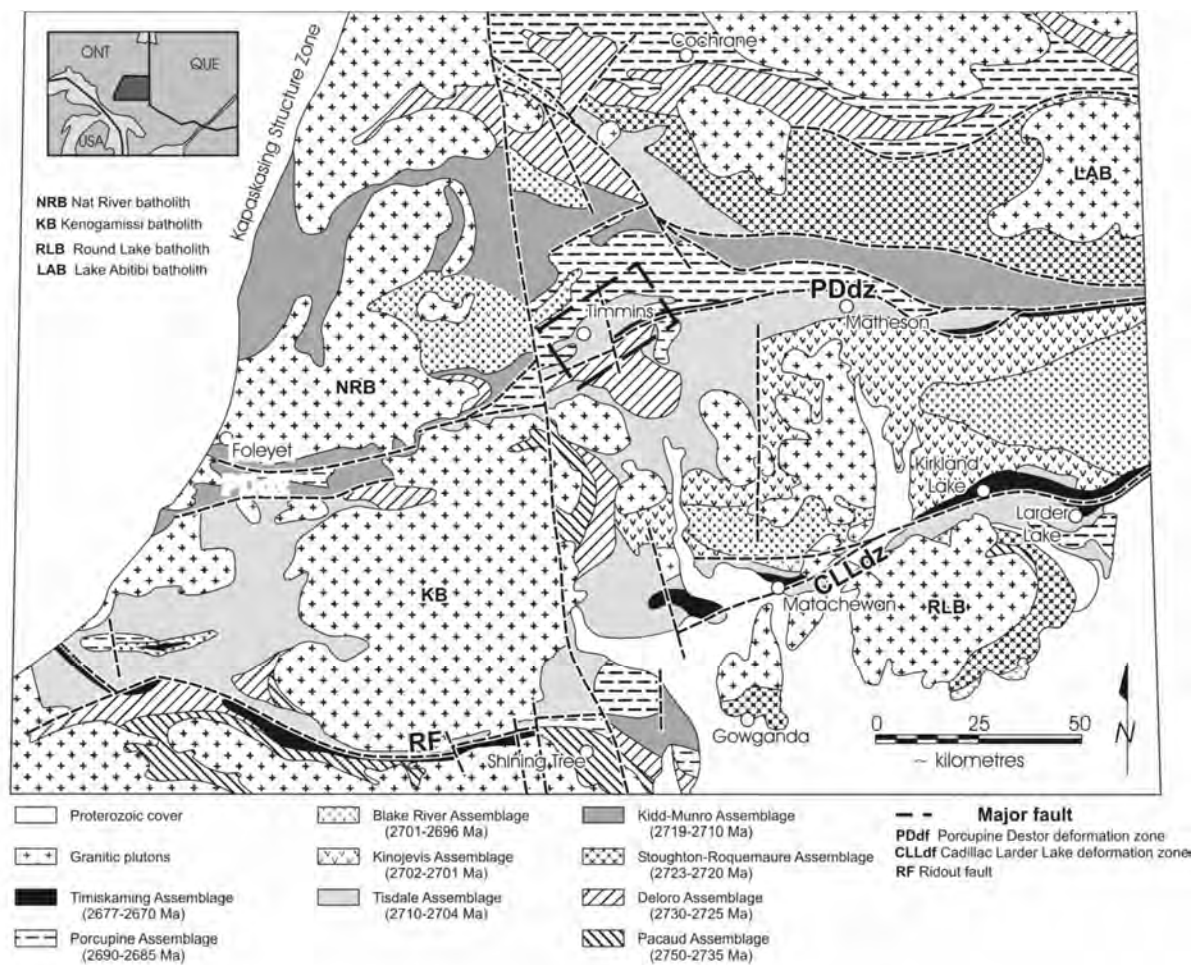 ONT
QUE
USA
Kapaskasing Structure Zone
Cochrane
NRB Nat River batholith
KB Kenogamissi batholith
RLB Round Lake batholith
LAB Lake Abitibi batholith
LAB
PDdz
Timmins
Matheson
NRB
Foleyet
Kirkland
Lake
Larder
Lake
KB
CLLdz
Matachewan
RLB
RF
Shining Tree
Gowganda
0 25 50
~ kilometres
N
Proterozoic cover
Granitic plutons
Timiskaming Assemblage
(2677-2670 Ma)
Porcupine Assemblage
(2690-2685 Ma)
Blake River Assemblage
(2701-2696 Ma)
Kinojevis Assemblage
(2702-2701 Ma)
Tisdale Assemblage
(2710-2704 Ma)
Kidd-Munro Assemblage
(2719-2710 Ma)
Stoughton-Roquemaure Assemblage
(2723-2720 Ma)
Deloro Assemblage
(2730-2725 Ma)
Pacaud Assemblage
(2750-2735 Ma)
Major fault
PDdf Porcupine Destor deformation zone
CLLdf Cadillac Larder Lake deformation zone
RF Ridout fault